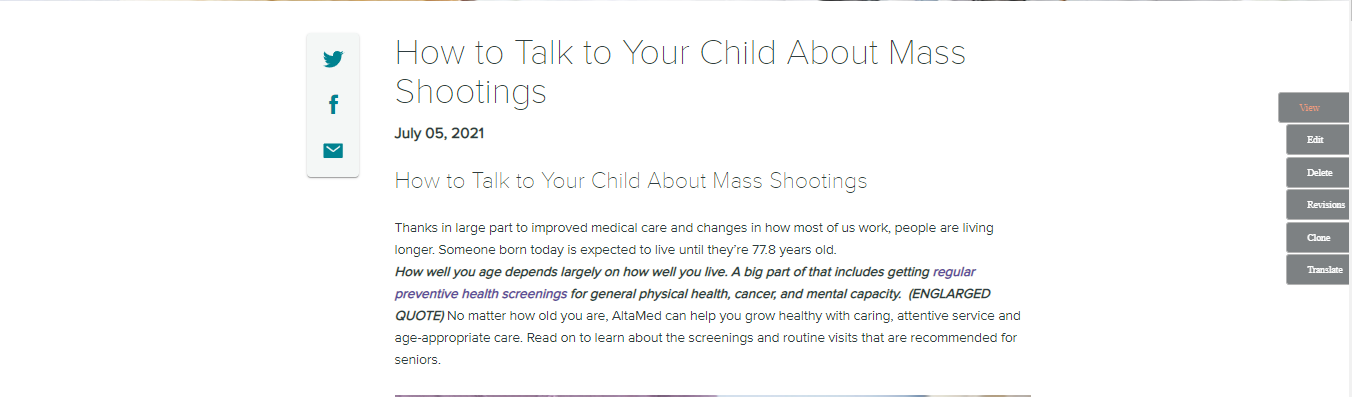 How to Talk to Your Child About Mass
Shootings
July 05, 2021
How to Talk to Your Child About Mass Shootings
Thanks in large part to improved medical care and changes in how most of us work, people are living
longer. Someone born today is expected to live until they’re 77.8 years old.
How well you age depends largely on how well you live. A big part of that includes getting regular
preventive health screenings for general physical health, cancer, and mental capacity.  (ENGLARGED
QUOTE) No matter how old you are, AltaMed can help you grow healthy with caring, attentive service and
age-appropriate care. Read on to learn about the screenings and routine visits that are recommended for
seniors.
View
Edit
Delete
Revisions
Clone
Translate